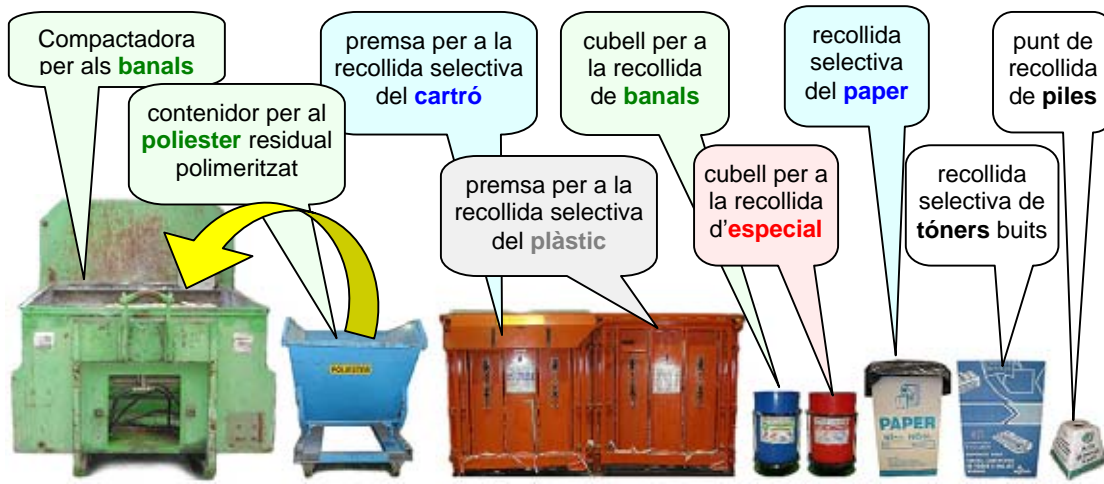 Compactadora
per als banals
contenidor per al
poliester residual
polimeritzat
premsa per a la
recollida selectiva
del cartró
premsa per a la
recollida selectiva
del plàstic
cubell per a
la recollida
de banals
cubell per a
la recollida
d'especial
recollida
selectiva
del paper
recollida
selectiva de
tóners buits
punt de
recollida
de piles
POLIESTER
PAPER